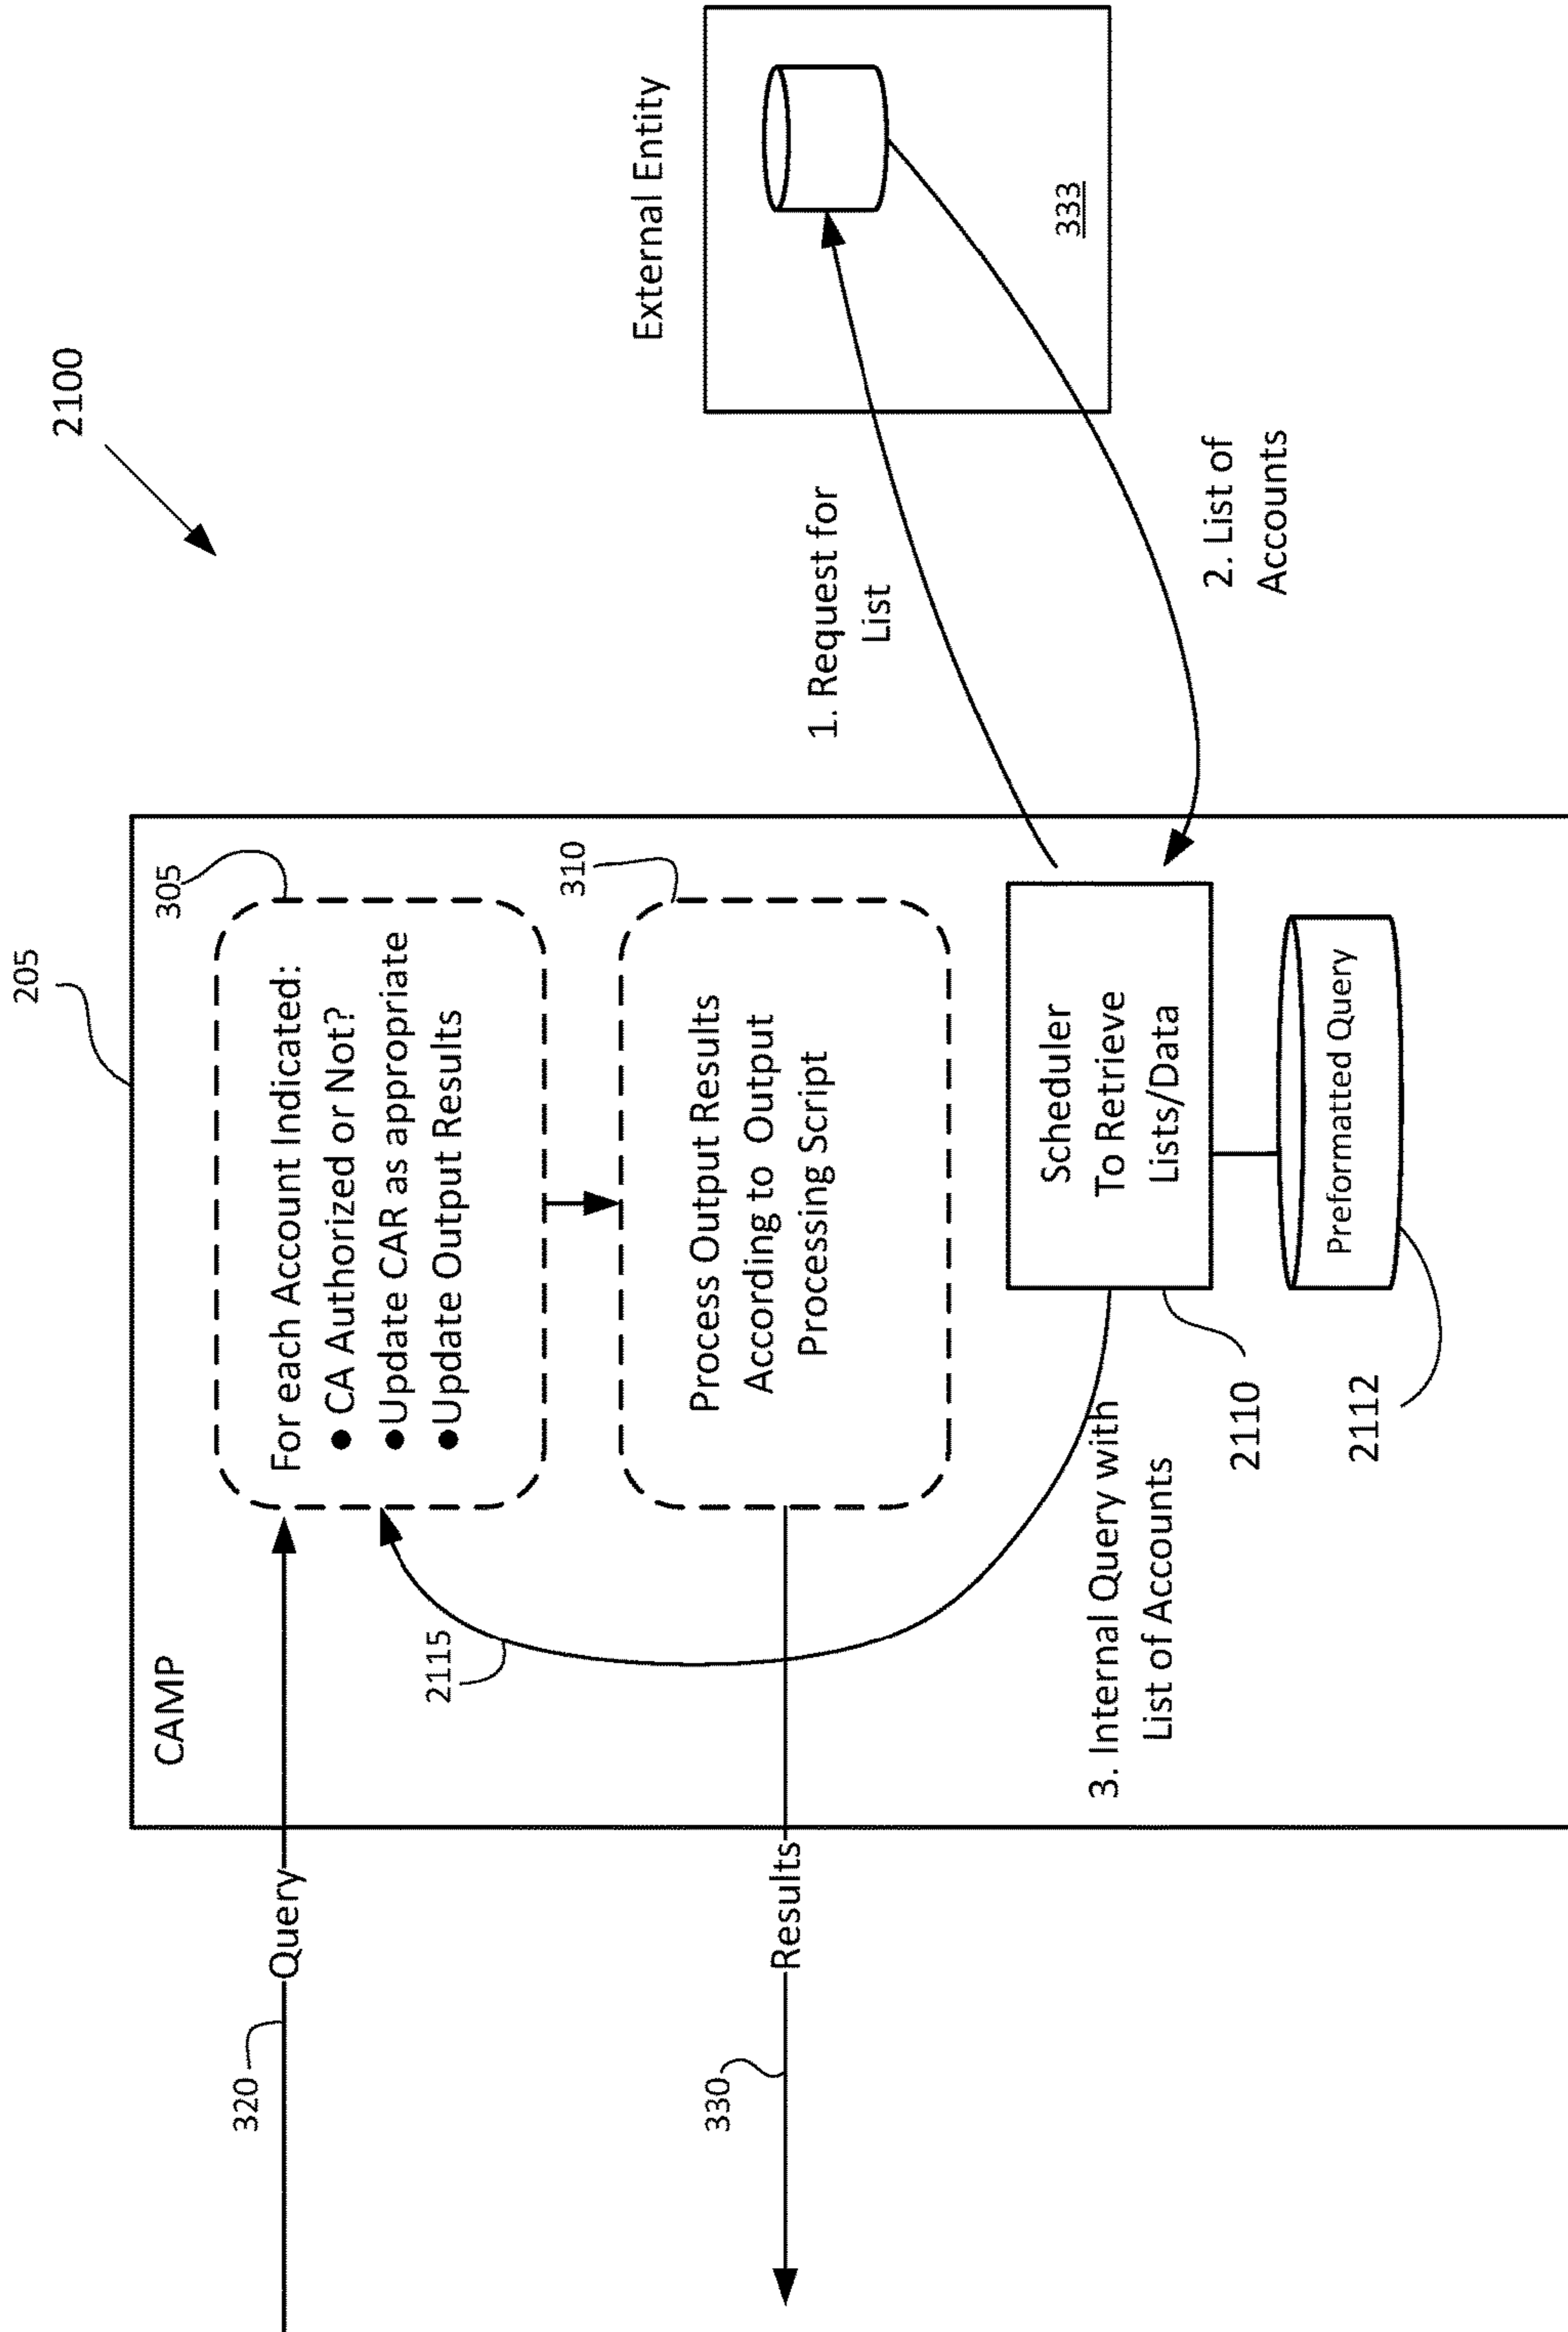 2100
205
CAMP
305
For each Account Indicated:
● CA Authorized or Not?
●Update CAR as appropriate
●Update Output Results
320
Query
310
Process Output Results
According to Output
Processing Script
330
Results
2115
External Entity
333
1. Request for
List
2. List of
Accounts
Scheduler
To Retrieve
Lists/Data
3. Internal Query with
List of Accounts
2110
Preformatted Query
2112